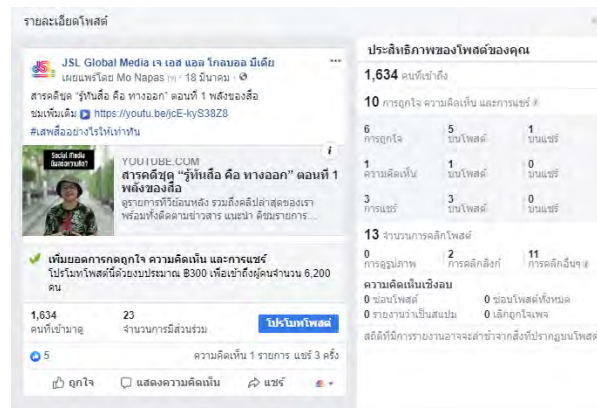 รายละเอียดโพสต์
JSL Global Media เจ เอส แอล โกลบอล มีเดีย
เผยแพร่โดย Mo Napas · 18 มีนาคม ·
สารคดีชุด "รู้ทันสื่อ คือ ทางออก" ตอนที่ 1 พลังของสื่อ
ชมเพิ่มเติม ▶ https://youtu.be/jcE-kyS38Z8
#เสพสื่ออย่างไรให้เท่าทัน
Social Media
YOUTUBE.COM
สารคดีชุด "รู้ทันสื่อ คือ ทางออก" ตอนที่ 1
พลังของสื่อ
ดูรายการทีวีย้อนหลัง รวมถึงคลิปล่าสุดของเรา
พร้อมทั้งติดตามข่าวสาร แนะนำ ติชมรายการ...
เพิ่มยอดการกดถูกใจ ความคิดเห็น และการแชร์
โปรโมทโพสต์นี้ด้วยงบประมาณ ฿300 เพื่อเข้าถึงผู้คนจำนวน 6,200
คน
1,634
คนที่เข้ามาดู
23
จำนวนการมีส่วนร่วม
โปรโมทโพสต์
5
ความคิดเห็น 1 รายการ แชร์ 3 ครั้ง
ถูกใจ
แสดงความคิดเห็น
แชร์
ประสิทธิภาพของโพสต์ของคุณ
1,634 คนที่เข้าถึง
10 การถูกใจ ความคิดเห็น และการแชร์
6 การถูกใจ
5 บนโพสต์
1 บนแชร์
1 ความคิดเห็น
1 บนโพสต์
0 บนแชร์
3 การแชร์
3 บนโพสต์
0 บนแชร์
13 จำนวนการคลิกโพสต์
0 การดูรูปภาพ
2 การคลิกลิงก์
11 การคลิกอื่นๆ
ความคิดเห็นเชิงลบ
0 ซ่อนโพสต์
0 ซ่อนโพสต์ทั้งหมด
0 รายงานว่าเป็นสแปม
0 เลิกถูกใจเพจ
สถิติที่มีการรายงานอาจจะล่าช้าจากสิ่งที่ปรากฏบนโพสต์